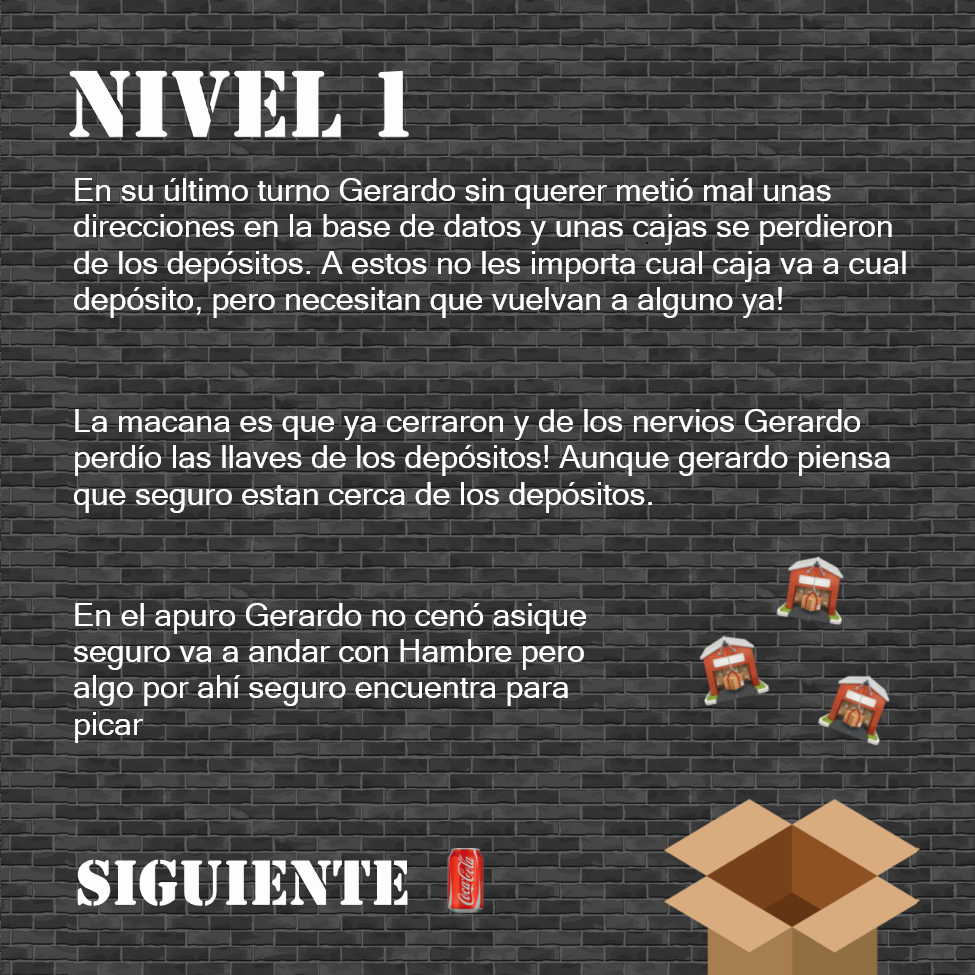 NIVEL 1
En su último turno Gerardo sin querer metió mal unas
direcciones en la base de datos y unas cajas se perdieron
de los depósitos. A estos no les importa cual caja va a cual
depósito, pero necesitan que vuelvan a alguno ya!
La macana es que ya cerraron y de los nervios Gerardo
perdío las llaves de los depósitos! Aunque gerardo piensa
que seguro estan cerca de los depósitos.
En el apuro Gerardo no cenó asique
seguro va a andar con Hambre pero
algo por ahí seguro encuentra para
picar
SIGUIENTE
Coca-Cola